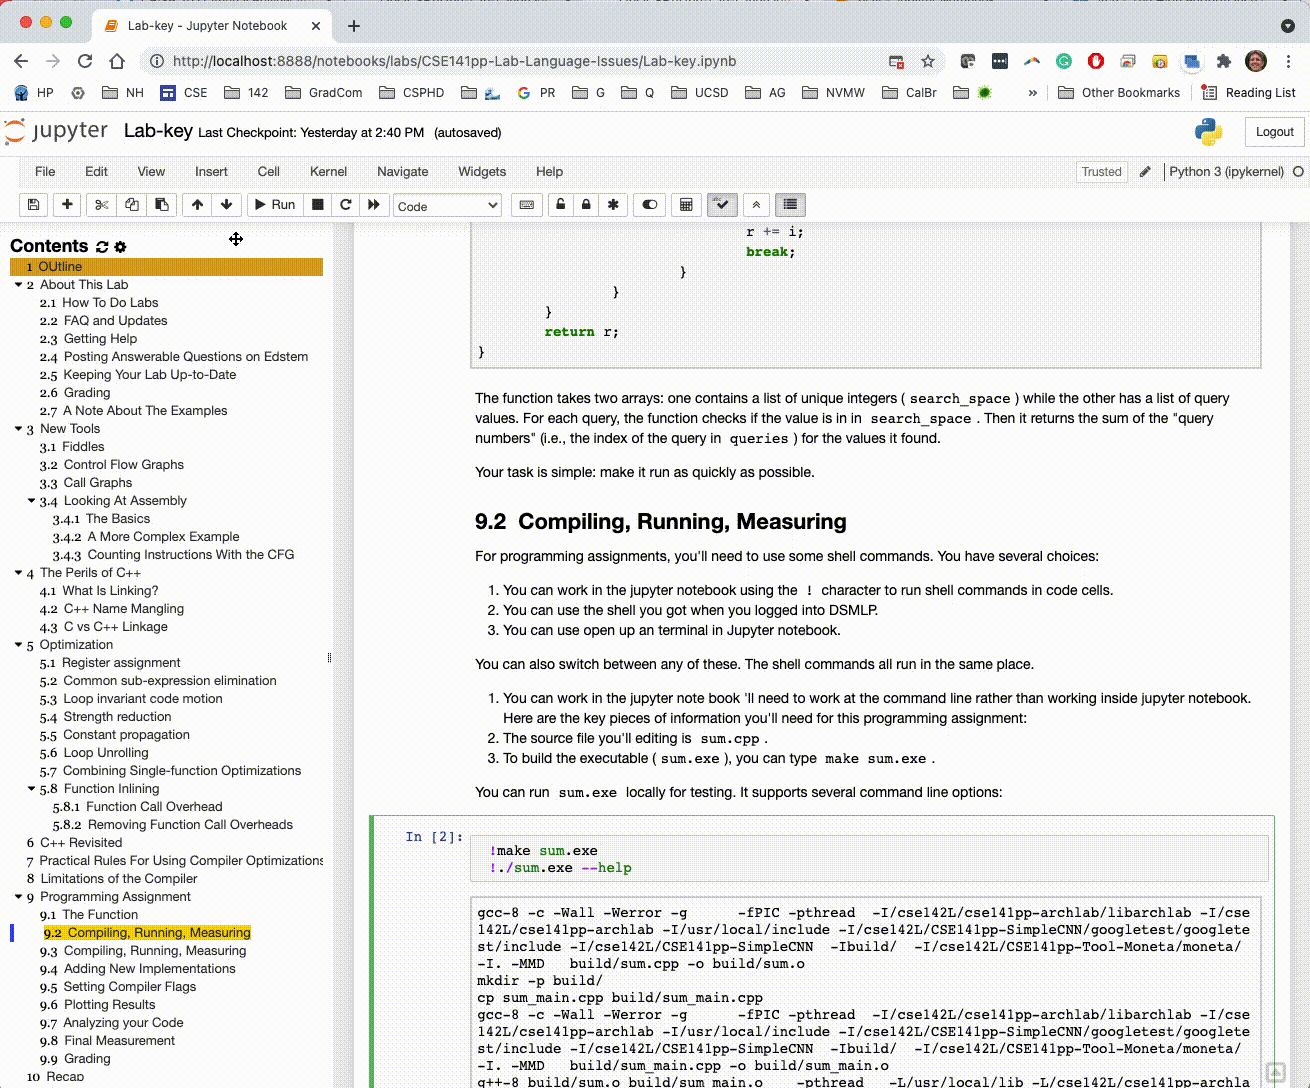 Lab-key - Jupyter Notebook
http://localhost:8888/notebooks/labs/CSE141pp-Lab-Language-Issues/Lab-key.ipynb
HP NH CSE 142 GradCom CSPHD PR G Q UCSD AG NVMW CalBr » Other Bookmarks Reading List
jupyter Lab-key Last Checkpoint: Yesterday at 2:40 PM (autosaved) Logout
File Edit View Insert Cell Kernel Navigate Widgets Help Trusted Python 3 (ipykernel)
Run Code
Contents
1 OUtline
2 About This Lab
2.1 How To Do Labs
2.2 FAQ and Updates
2.3 Getting Help
2.4 Posting Answerable Questions on Edstem
2.5 Keeping Your Lab Up-to-Date
2.6 Grading
2.7 A Note About The Examples
3 New Tools
3.1 Fiddles
3.2 Control Flow Graphs
3.3 Call Graphs
3.4 Looking At Assembly
3.4.1 The Basics
3.4.2 A More Complex Example
3.4.3 Counting Instructions With the CFG
4 The Perils of C++
4.1 What Is Linking?
4.2 C++ Name Mangling
4.3 C vs C++ Linkage
5 Optimization
5.1 Register assignment
5.2 Common sub-expression elimination
5.3 Loop invariant code motion
5.4 Strength reduction
5.5 Constant propagation
5.6 Loop Unrolling
5.7 Combining Single-function Optimizations
5.8 Function Inlining
5.8.1 Function Call Overhead
5.8.2 Removing Function Call Overheads
6 C++ Revisited
7 Practical Rules For Using Compiler Optimizations
8 Limitations of the Compiler
9 Programming Assignment
9.1 The Function
9.2 Compiling, Running, Measuring
9.3 Compiling, Running, Measuring
9.4 Adding New Implementations
9.5 Setting Compiler Flags
9.6 Plotting Results
9.7 Analyzing your Code
9.8 Final Measurement
9.9 Grading
10 Recap
r += i;
break;
}
}
}
return r;
}
The function takes two arrays: one contains a list of unique integers ( search_space ) while the other has a list of query
values. For each query, the function checks if the value is in in search_space . Then it returns the sum of the "query
numbers" (i.e., the index of the query in queries ) for the values it found.
Your task is simple: make it run as quickly as possible.
9.2 Compiling, Running, Measuring
For programming assignments, you'll need to use some shell commands. You have several choices:
1. You can work in the jupyter notebook using the ! character to run shell commands in code cells.
2. You can use the shell you got when you logged into DSMLP.
3. You can use open up an terminal in Jupyter notebook.
You can also switch between any of these. The shell commands all run in the same place.
1. You can work in the jupyter note book 'll need to work at the command line rather than working inside jupyter notebook.
Here are the key pieces of information you'll need for this programming assignment:
2. The source file you'll editing is sum.cpp .
3. To build the executable ( sum.exe ), you can type make sum.exe .
You can run sum.exe locally for testing. It supports several command line options:
In [2]:
!make sum.exe
!./sum.exe --help
gcc-8 -c -Wall -Werror -g -fPIC -pthread -I/cse142L/cse141pp-archlab/libarchlab -I/cse
142L/cse141pp-archlab -I/usr/local/include -I/cse142L/CSE141pp-SimpleCNN/googletest/googlete
st/include -I/cse142L/CSE141pp-SimpleCNN -Ibuild/ -I/cse142L/CSE141pp-Tool-Moneta/moneta/
-I. -MMD build/sum.cpp -o build/sum.o
mkdir -p build/
cp sum_main.cpp build/sum_main.cpp
gcc-8 -c -Wall -Werror -g -fPIC -pthread -I/cse142L/cse141pp-archlab/libarchlab -I/cse
142L/cse141pp-archlab -I/usr/local/include -I/cse142L/CSE141pp-SimpleCNN/googletest/googlete
st/include -I/cse142L/CSE141pp-SimpleCNN -Ibuild/ -I/cse142L/CSE141pp-Tool-Moneta/moneta/
-I. -MMD build/sum_main.cpp -o build/sum_main.o
g++-8 build/sum.o build/sum_main.o -pthread -L/usr/local/lib -L/cse142L/cse141pp-archlab